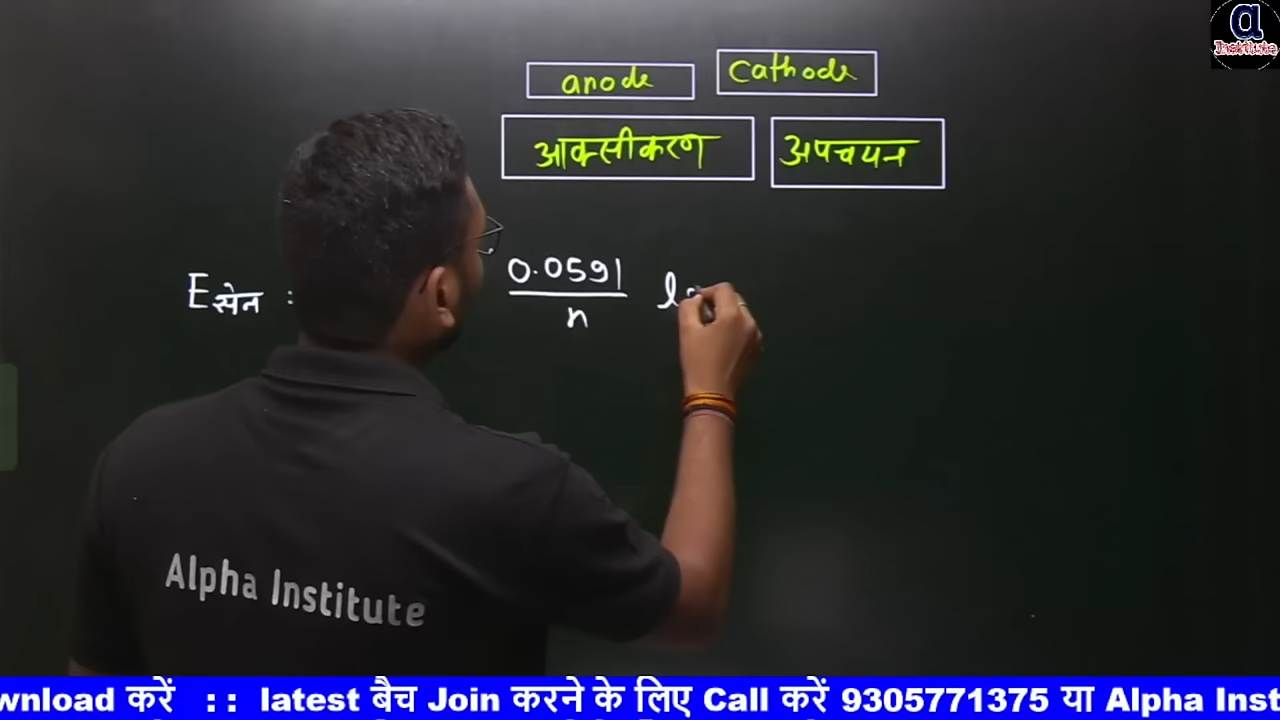 α
Institute
anode
Cathode
आक्सीकरण
अपचयन
Eसेल :
0.0591
n
Alpha Institute
wnload करें : : latest बैच Join करने के लिए Call करें 9305771375 या Alpha Inst